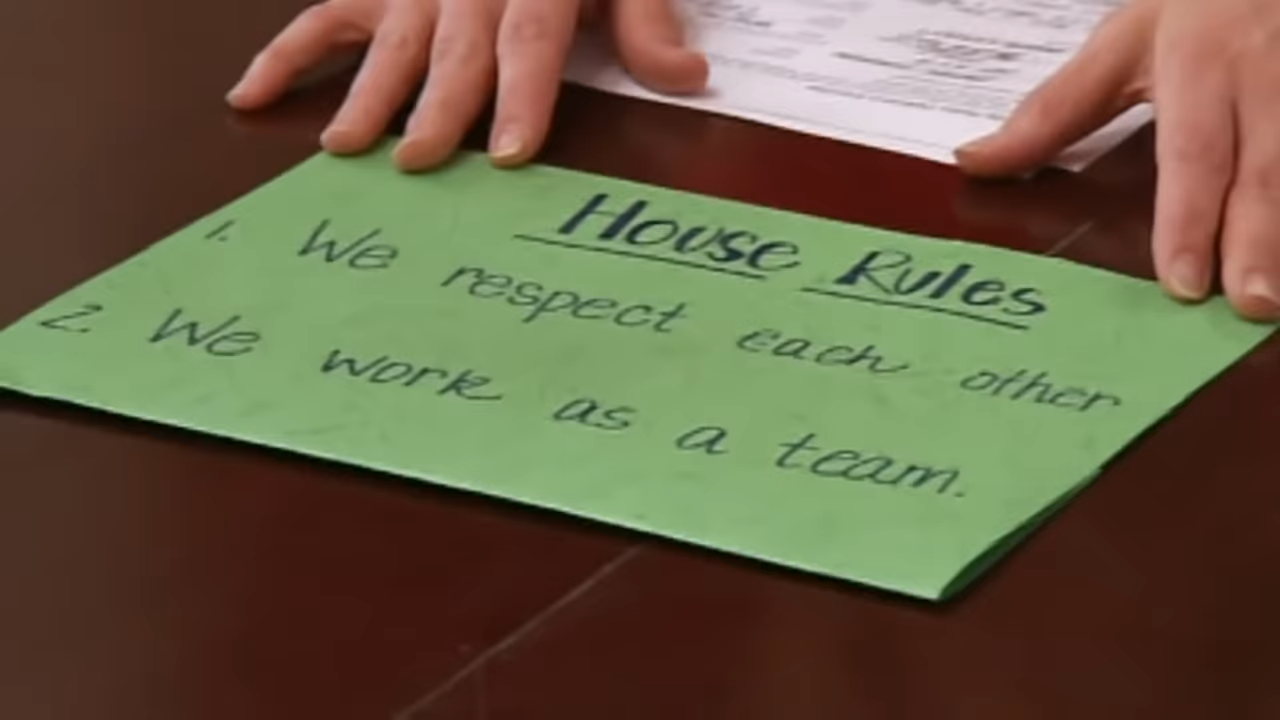 House Rules
1. We respect each other
2. We work as a team.